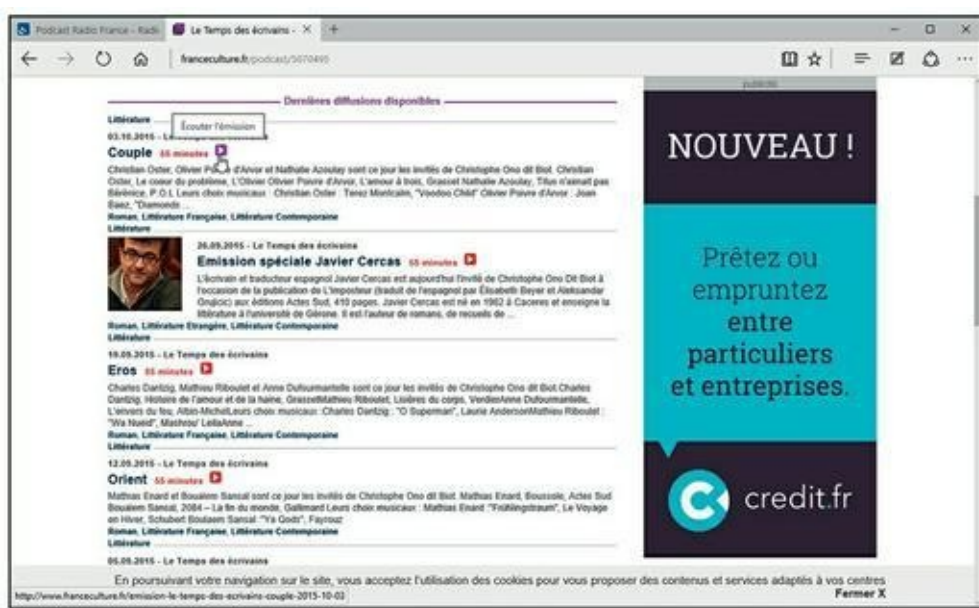 Podcast Radio France - Radi
Le Temps des écrivains -
franceculture.fr/podcast/5070495
publicité
Dernières diffusions disponibles
Littérature
Écouter l'émission
03.10.2015 - Le Temps des écrivains
Couple 55 minutes
Christian Oster, Olivier Poivre d'Arvor et Nathalie Azoulay sont ce jour les invités de Christophe Ono dit Biot. Christian
Oster, Le coeur du problème, L'Olivier Olivier Poivre d'Arvor, L'amour à trois, Grasset Nathalie Azoulay, Titus n'aimait pas
Bérénice, P.O.L Leurs choix musicaux : Christian Oster : Terez Montcalm, "Voodoo Child" Olivier Poivre d'Arvor : Joan
Baez, "Diamonds ...
Roman, Littérature Française, Littérature Contemporaine
Littérature
26.09.2015 - Le Temps des écrivains
Emission spéciale Javier Cercas 55 minutes
L'écrivain et traducteur espagnol Javier Cercas est aujourd'hui l'invité de Christophe Ono Dit Biot à
l'occasion de la publication de L'imposteur (traduit de l'espagnol par Élisabeth Beyer et Aleksandar
Grujicic) aux éditions Actes Sud, 410 pages. Javier Cercas est né en 1962 à Caceres et enseigne la
littérature à l'université de Gérone. Il est l'auteur de romans, de recueils de ...
Roman, Littérature Etrangère, Littérature Contemporaine
Littérature
19.09.2015 - Le Temps des écrivains
Eros 55 minutes
Charles Dantzig, Mathieu Riboulet et Anne Dufourmantelle sont ce jour les invités de Christophe Ono dit Biot.Charles
Dantzig, Histoire de l'amour et de la haine, GrassetMathieu Riboulet, Lisières du corps, VerdierAnne Dufourmantelle,
L'envers du feu, Albin-MichelLeurs choix musicaux : Charles Dantzig : "O Superman", Laurie AndersonMathieu Riboulet :
"Wa Nueid", Mashrou' LeilaAnne ...
Roman, Littérature Française, Littérature Contemporaine
Littérature
12.09.2015 - Le Temps des écrivains
Orient 55 minutes
Mathias Enard et Boualem Sansal sont ce jour les invités de Christophe Ono dit Biot. Mathias Enard, Boussole, Actes Sud
Boualem Sansal, 2084 – La fin du monde, Gallimard Leurs choix musicaux : Mathias Enard :"Frühlingstraum", Le Voyage
en Hiver, Schubert Boulaem Sansal :"Ya Gods", Fayrouz
Roman, Littérature Française, Littérature Contemporaine
Littérature
05.09.2015 - Le Temps des écrivains
NOUVEAU !
Prêtez ou
empruntez
entre
particuliers
et entreprises.
credit.fr
En poursuivant votre navigation sur le site, vous acceptez l'utilisation des cookies pour vous proposer des contenus et services adaptés à vos centres
Fermer X
http://www.franceculture.fr/emission-le-temps-des-ecrivains-couple-2015-10-03